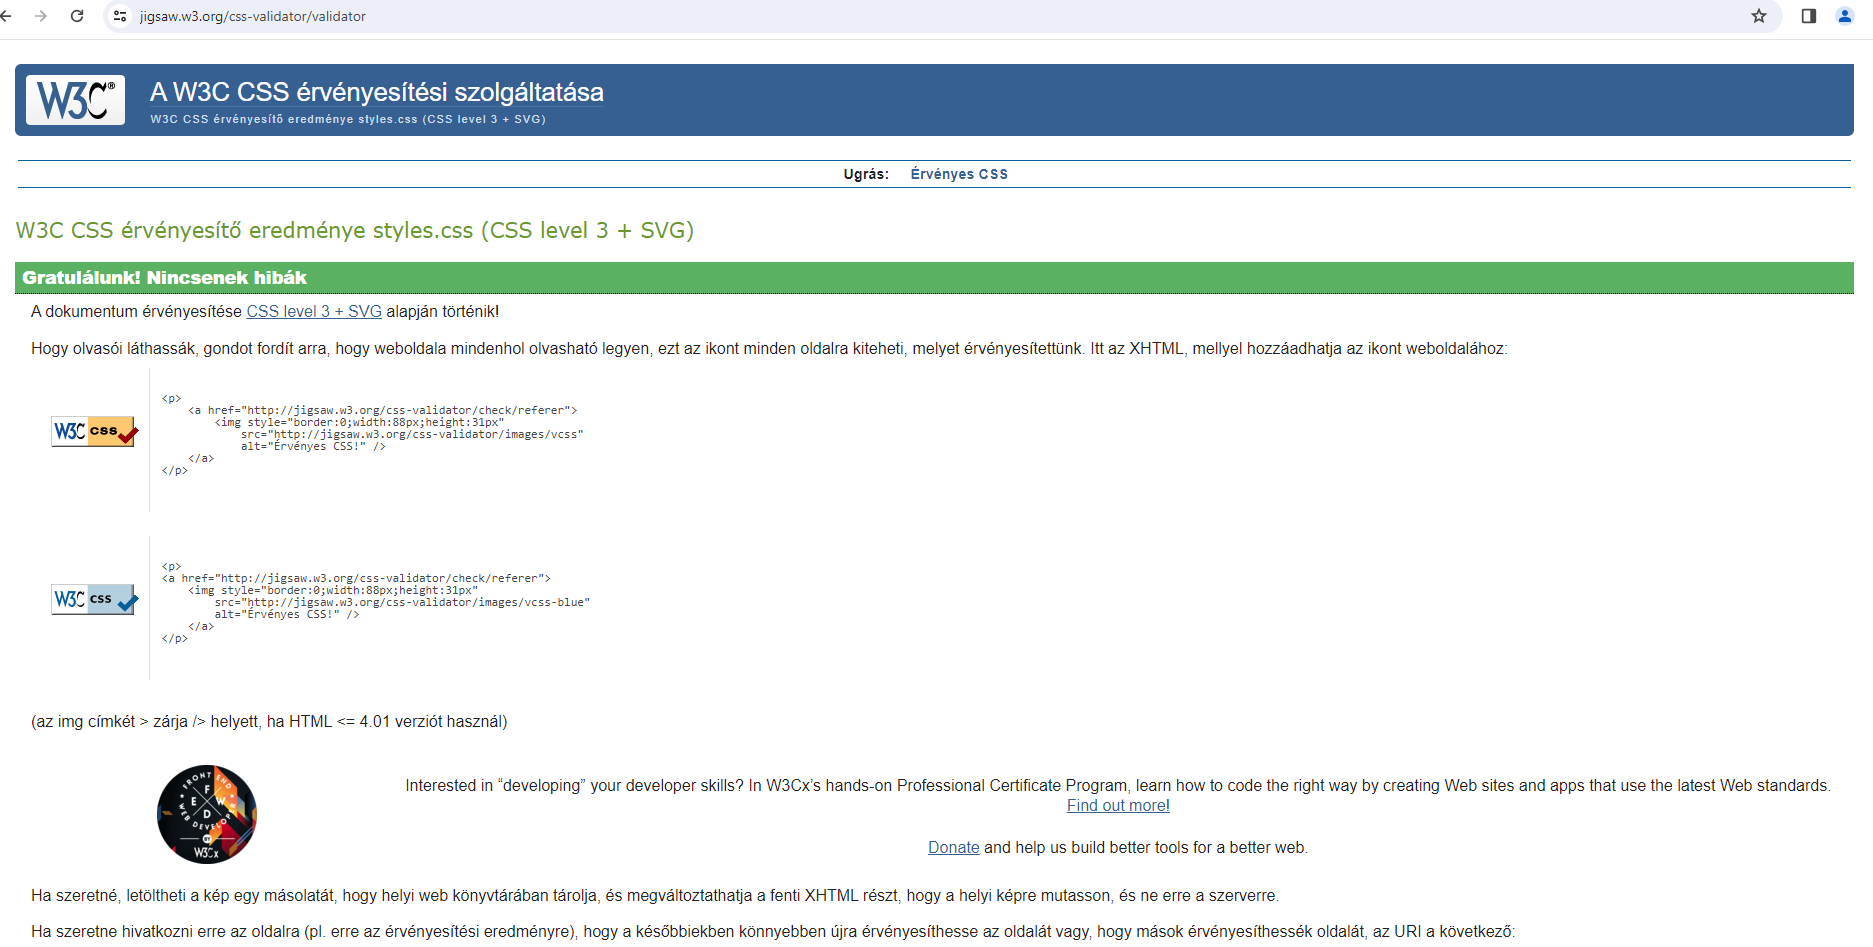 jigsaw.w3.org/css-validator/validator
W3C®
A W3C CSS érvényesítési szolgáltatása
W3C CSS érvényesítő eredménye styles.css (CSS level 3 + SVG)
Ugrás: Érvényes CSS
W3C CSS érvényesítő eredménye styles.css (CSS level 3 + SVG)
Gratulálunk! Nincsenek hibák
A dokumentum érvényesítése CSS level 3 + SVG alapján történik!
Hogy olvasói láthassák, gondot fordít arra, hogy weboldala mindenhol olvasható legyen, ezt az ikont minden oldalra kiteheti, melyet érvényesítettünk. Itt az XHTML, mellyel hozzáadhatja az ikont weboldalához:
W3C css
<p>
<a href="http://jigsaw.w3.org/css-validator/check/referer">
<img style="border:0;width:88px;height:31px"
src="http://jigsaw.w3.org/css-validator/images/vcss"
alt="Érvényes CSS!" />
</a>
</p>
W3C css
<p>
<a href="http://jigsaw.w3.org/css-validator/check/referer">
<img style="border:0;width:88px;height:31px"
src="http://jigsaw.w3.org/css-validator/images/vcss-blue"
alt="Érvényes CSS!" />
</a>
</p>
(az img címkét > zárja /> helyett, ha HTML <= 4.01 verziót használ)
FRONT END
WEB DEVELOPER
F
E W
D
BY
W3Cx
Interested in “developing” your developer skills? In W3Cx’s hands-on Professional Certificate Program, learn how to code the right way by creating Web sites and apps that use the latest Web standards.
Find out more!
Donate and help us build better tools for a better web.
Ha szeretné, letöltheti a kép egy másolatát, hogy helyi web könyvtárában tárolja, és megváltoztathatja a fenti XHTML részt, hogy a helyi képre mutasson, és ne erre a szerverre.
Ha szeretne hivatkozni erre az oldalra (pl. erre az érvényesítési eredményre), hogy a későbbiekben könnyebben újra érvényesíthesse az oldalát vagy, hogy mások érvényesíthessék oldalát, az URI a következő: